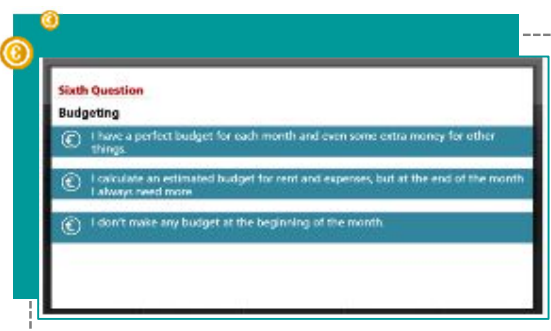 Sixth Question
Budgeting
I have a perfect budget for each month and even some extra money for other
things.
I calculate an estimated budget for rent and expenses, but at the end of the month
I always need more.
I don't make any budget at the beginning of the month.